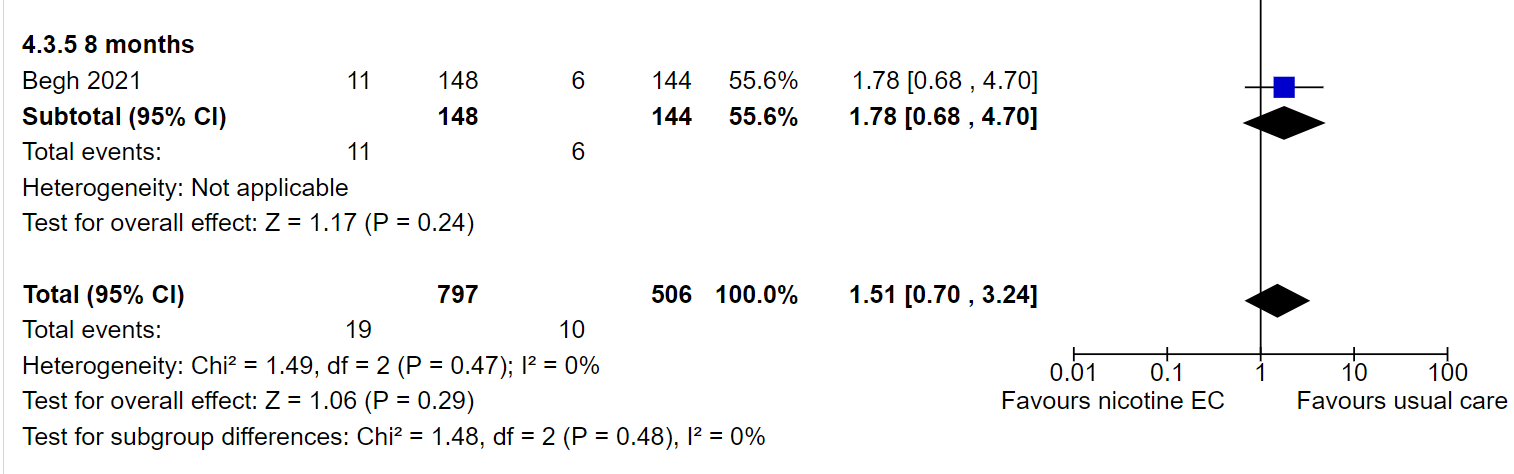 4.3.5 8 months
Begh 2021 11 148 6 144 55.6% 1.78 [0.68 , 4.70]
Subtotal (95% CI) 148 144 55.6% 1.78 [0.68 , 4.70]
Total events: 11 6
Heterogeneity: Not applicable
Test for overall effect: Z = 1.17 (P = 0.24)
Total (95% CI) 797 506 100.0% 1.51 [0.70 , 3.24]
Total events: 19 10
Heterogeneity: Chi² = 1.49, df = 2 (P = 0.47); I² = 0%
Test for overall effect: Z = 1.06 (P = 0.29)
Test for subgroup differences: Chi² = 1.48, df = 2 (P = 0.48), I² = 0%
0.01 0.1 1 10 100
Favours nicotine EC Favours usual care